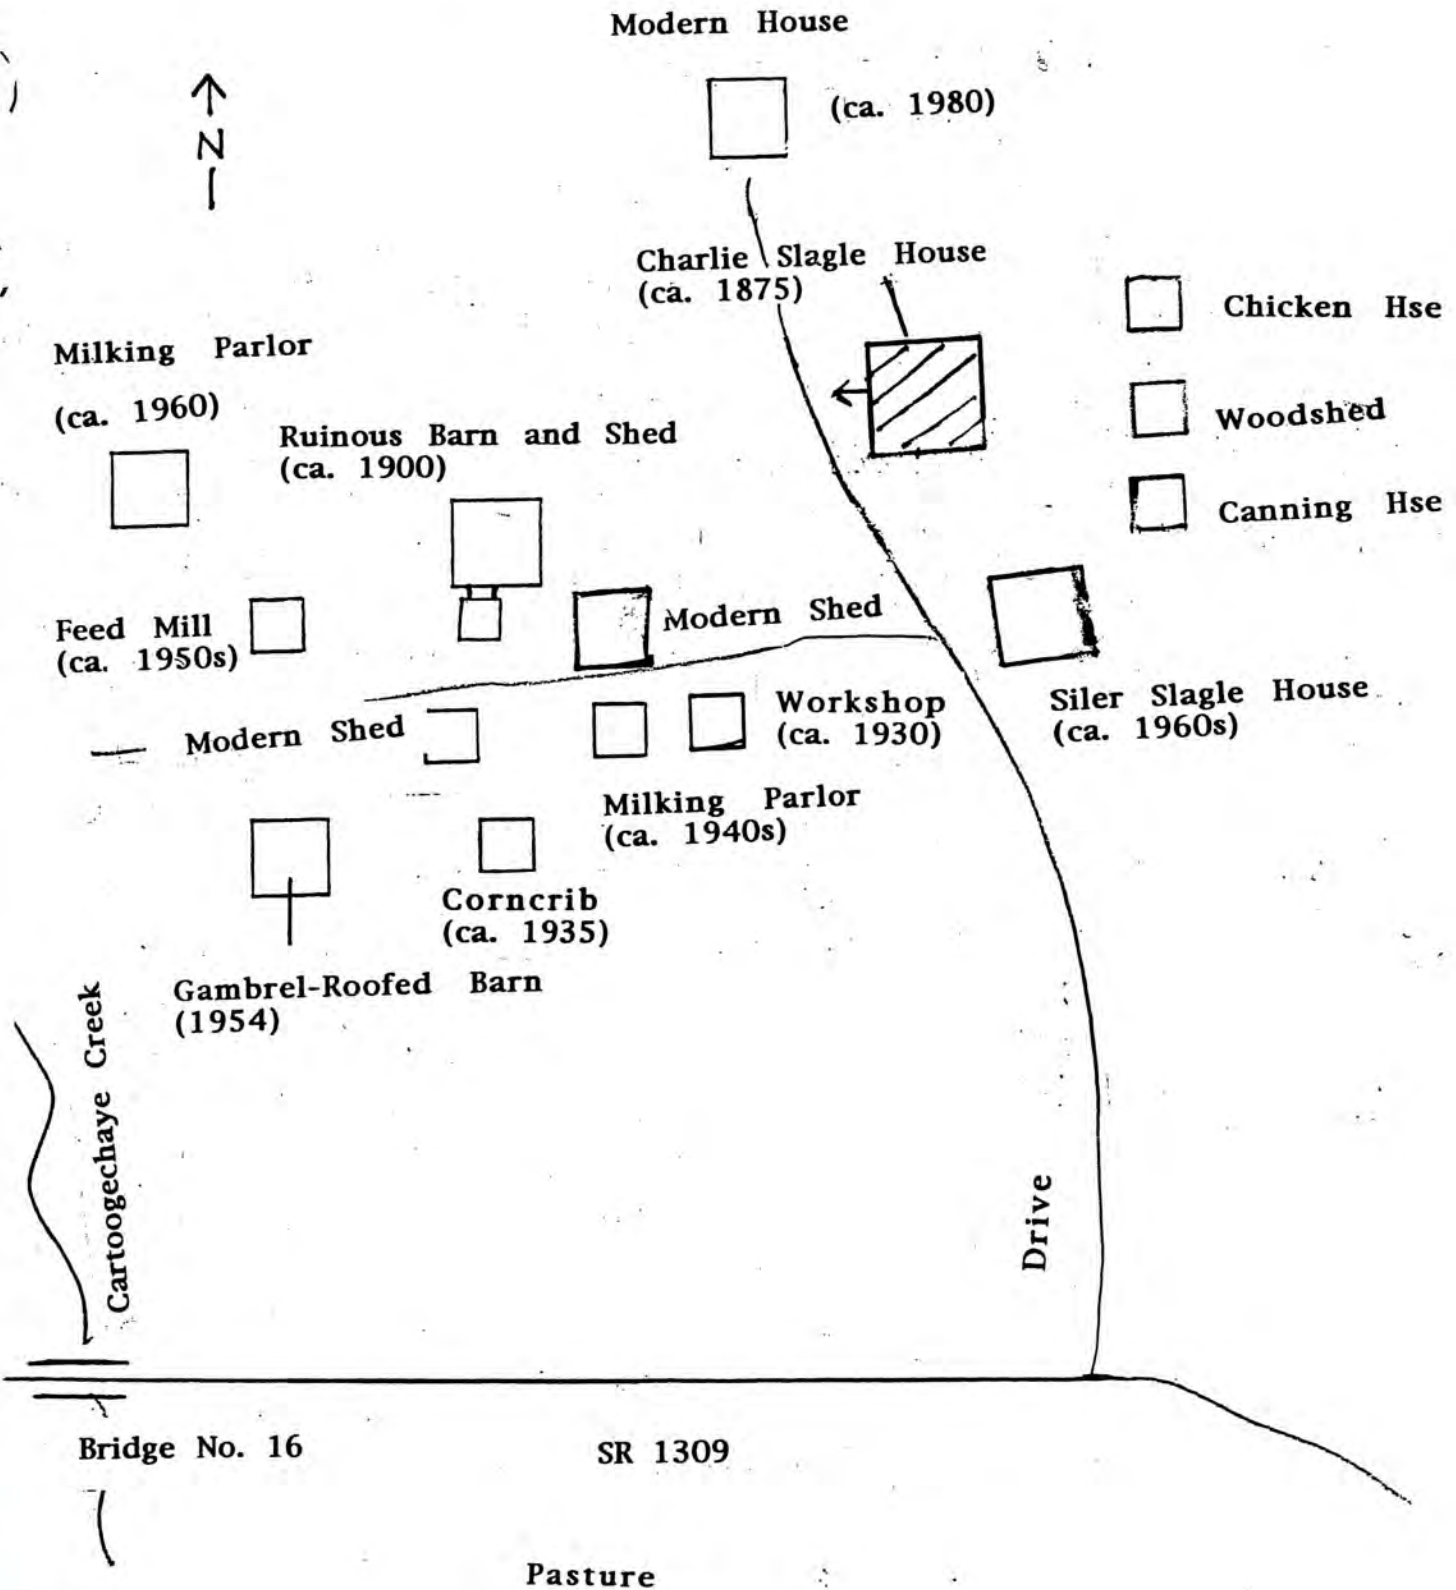 Modern House
(ca. 1980)
N
Charlie Slagle House
(ca. 1875)
Chicken Hse
Milking Parlor
(ca. 1960)
Woodshed
Ruinous Barn and Shed
(ca. 1900)
Canning Hse
Modern Shed
Feed Mill
(ca. 1950s)
Siler Slagle House
(ca. 1960s)
Workshop
(ca. 1930)
Modern Shed
Milking Parlor
(ca. 1940s)
Corncrib
(ca. 1935)
Gambrel-Roofed Barn
(1954)
Cartoogechaye Creek
Drive
Bridge No. 16
SR 1309
Pasture